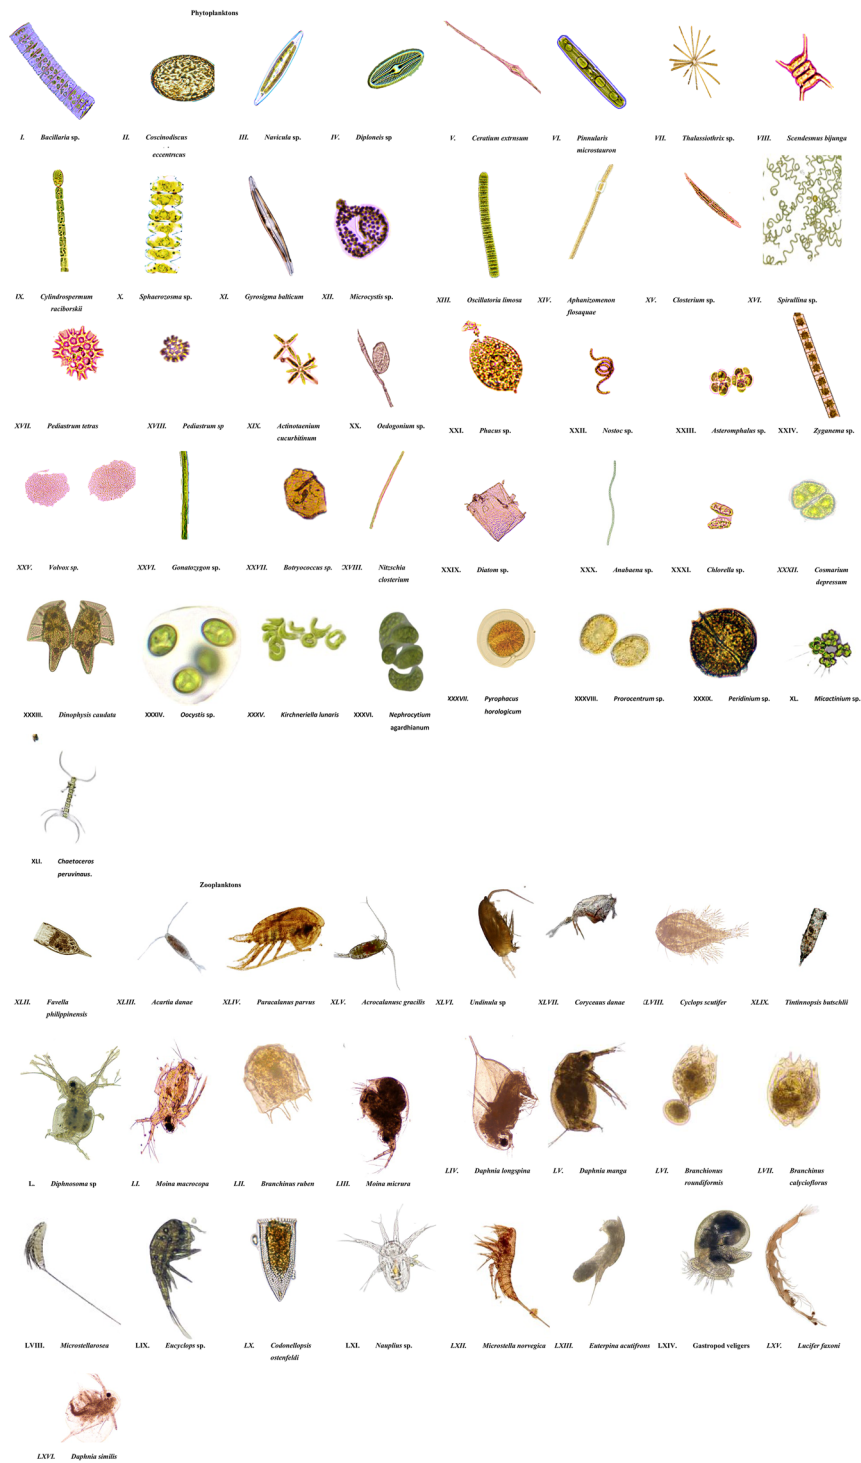 Phytoplanktons
I. Bacillaria sp. II. Coscinodiscus III. Navicula sp. IV. Diploneis sp V. Ceratium extrnsum VI. Pinnularis VII. Thalassiothrix sp. VIII. Scendesmus bijunga
eccentricus microstauron
IX. Cylindrospermum X. Sphaerozosma sp. XI. Gyrosigma balticum XII. Microcystis sp. XIII. Oscillatoria limosa XIV. Aphanizomenon XV. Closterium sp. XVI. Spirullina sp.
raciborskii flosaquae
XVII. Pediastrum tetras XVIII. Pediastrum sp XIX. Actinotaenium XX. Oedogonium sp. XXI. Phacus sp. XXII. Nostoc sp. XXIII. Asteromphalus sp. XXIV. Zyganema sp.
cucurbitinum
XXV. Volvox sp. XXVI. Gonatozygon sp. XXVII. Botryococcus sp. XVIII. Nitzschia XXIX. Diatom sp. XXX. Anabaena sp. XXXI. Chlorella sp. XXXII. Cosmarium
closterium depressum
XXXIII. Dinophysis caudata XXXIV. Oocystis sp. XXXV. Kirchneriella lunaris XXXVI. Nephrocytium XXXVII. Pyrophacus XXXVIII. Prorocentrum sp. XXXIX. Peridinium sp. XL. Micactinium sp.
agardhianum horologicum
XLI. Chaetoceros
peruvinaus.
Zooplanktons
XLII. Favella XLIII. Acartia danae XLIV. Paracalanus parvus XLV. Acrocalanusc gracilis XLVI. Undinula sp XLVII. Coryceaus danae XLVIII. Cyclops scutifer XLIX. Tintinnopsis butschlii
philippinensis
L. Diphnosoma sp LI. Moina macrocopa LII. Branchinus ruben LIII. Moina micrura LIV. Daphnia longspina LV. Daphnia manga LVI. Branchionus LVII. Branchinus
roundiformis calycioflorus
LVIII. Microstellarosea LIX. Eucyclops sp. LX. Codonellopsis LXI. Nauplius sp. LXII. Microstella norvegica LXIII. Euterpina acutifrons LXIV. Gastropod veligers LXV. Lucifer faxoni
ostenfeldi
LXVI. Daphnia similis